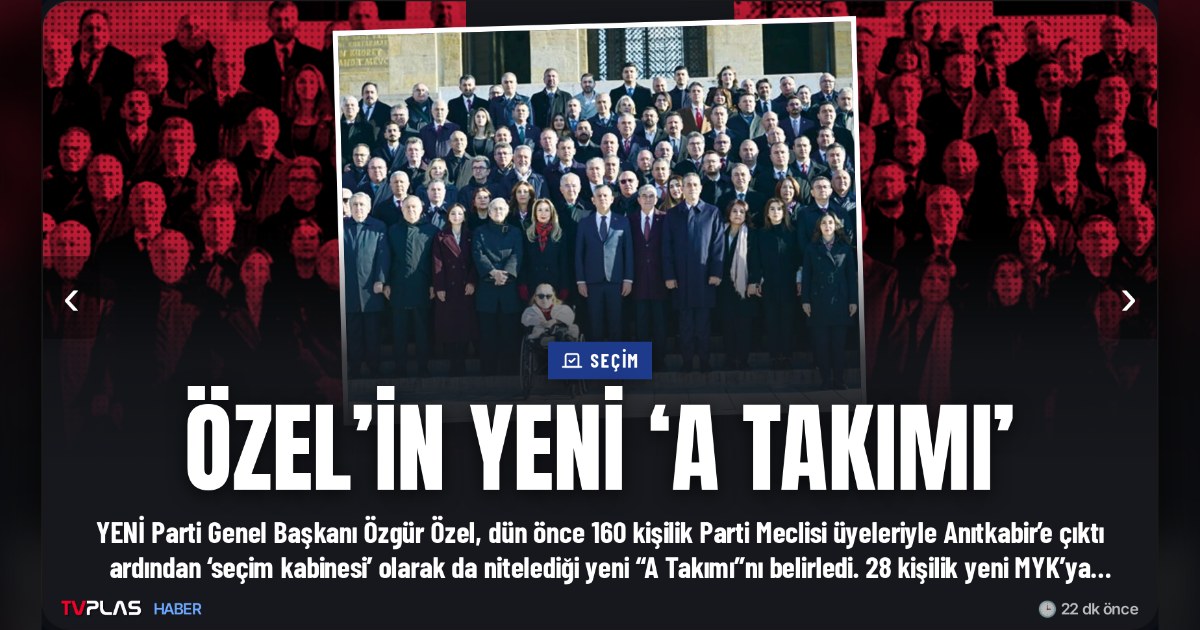 SEÇİM
ÖZEL’İN YENİ ‘A TAKIMI’
YENİ Parti Genel Başkanı Özgür Özel, dün önce 160 kişilik Parti Meclisi üyeleriyle Anıtkabir’e çıktı
ardından ‘seçim kabinesi’ olarak da nitelediği yeni “A Takımı”nı belirledi. 28 kişilik yeni MYK’ya...
TVPLAS HABER
22 dk önce